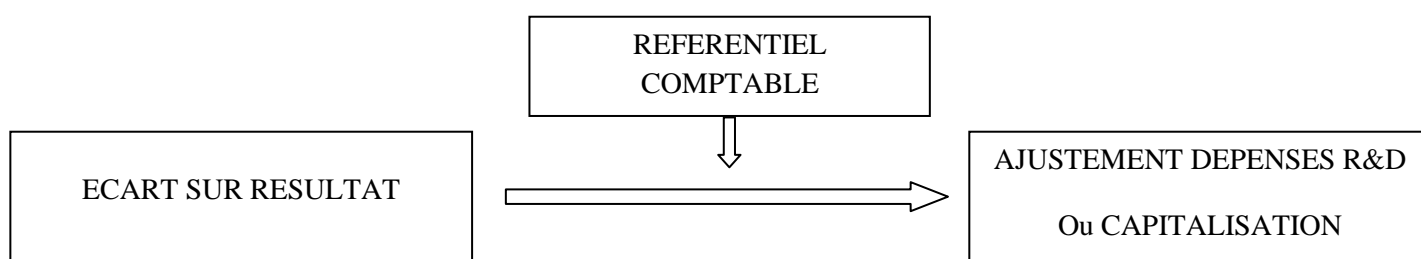 REFERENTIEL
COMPTABLE
ECART SUR RESULTAT
AJUSTEMENT DEPENSES R&D
Ou CAPITALISATION